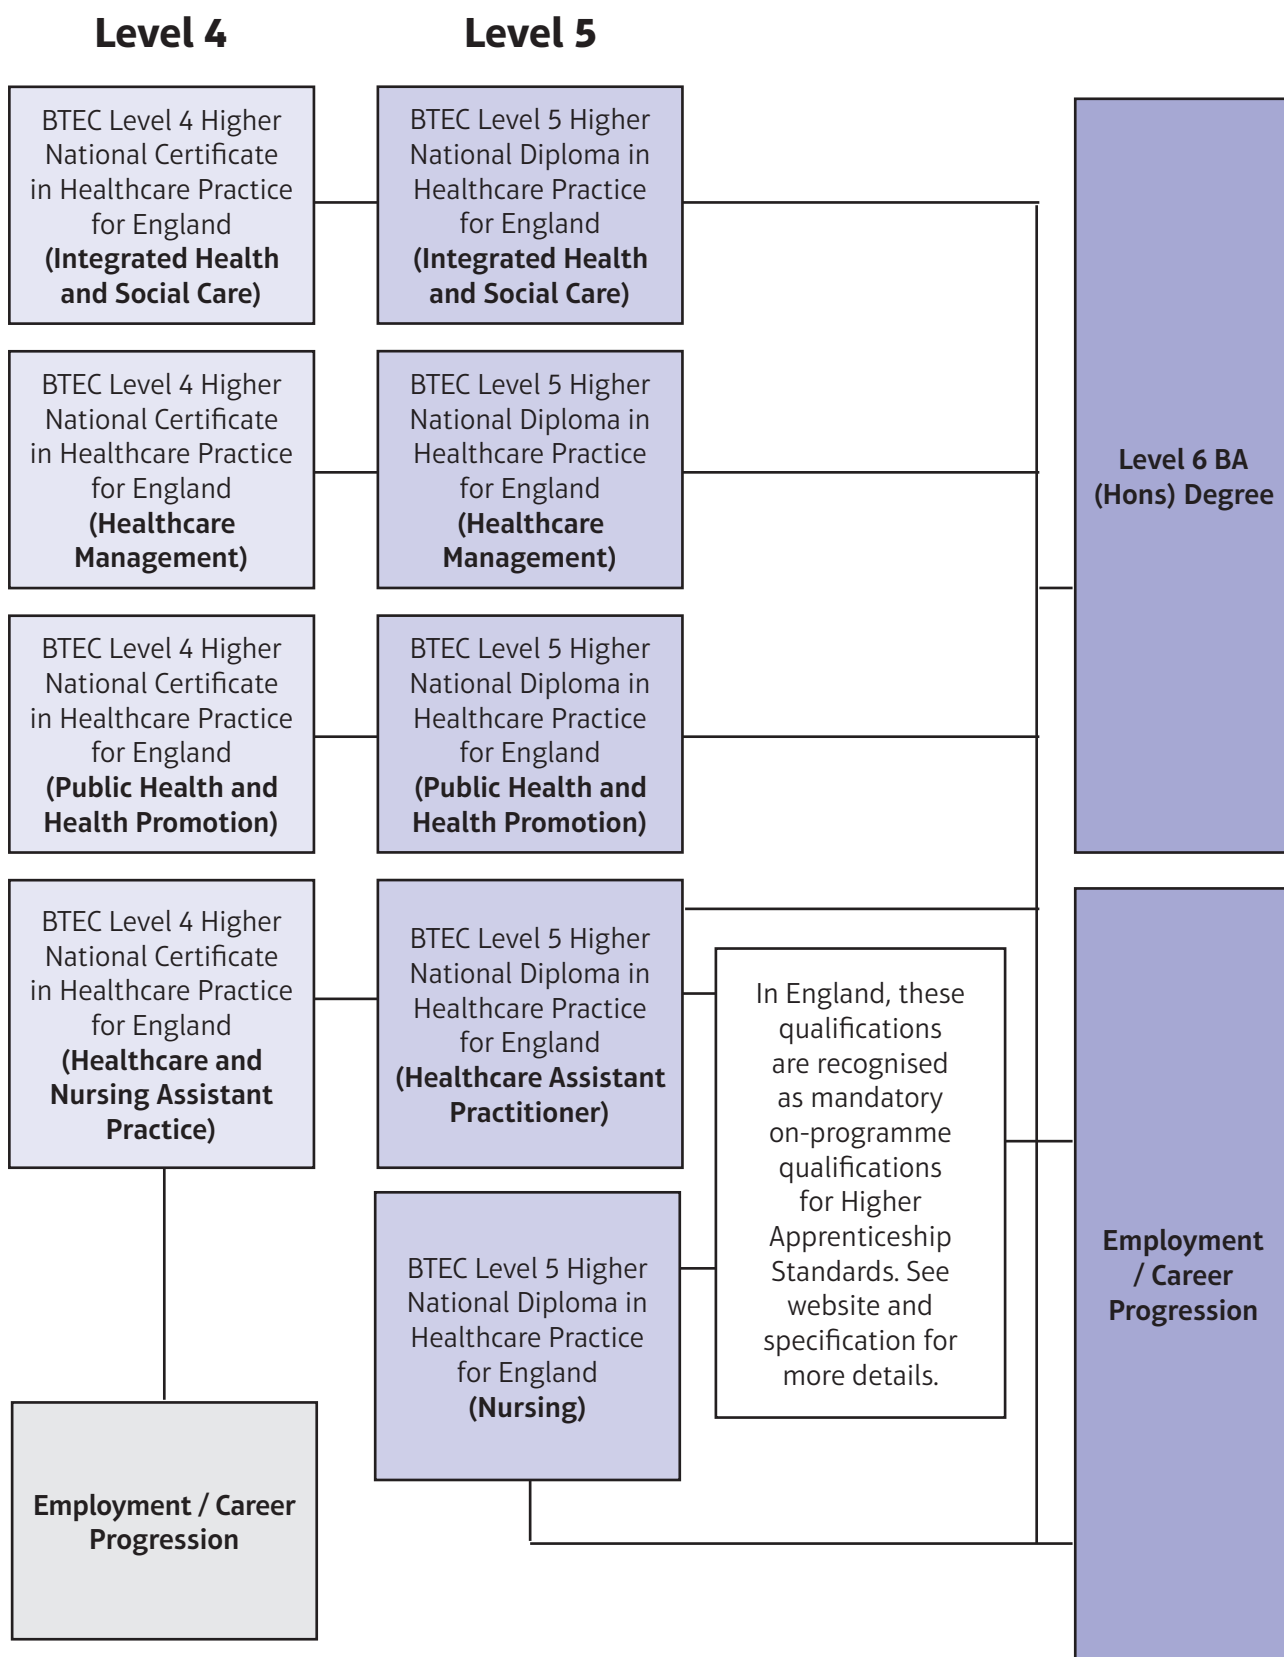 Level 4
Level 5
BTEC Level 4 Higher
National Certificate
in Healthcare Practice
for England
(Integrated Health
and Social Care)
BTEC Level 5 Higher
National Diploma in
Healthcare Practice
for England
(Integrated Health
and Social Care)
BTEC Level 4 Higher
National Certificate
in Healthcare Practice
for England
(Healthcare
Management)
BTEC Level 5 Higher
National Diploma in
Healthcare Practice
for England
(Healthcare
Management)
Level 6 BA
(Hons) Degree
BTEC Level 4 Higher
National Certificate
in Healthcare Practice
for England
(Public Health and
Health Promotion)
BTEC Level 5 Higher
National Diploma in
Healthcare Practice
for England
(Public Health and
Health Promotion)
BTEC Level 4 Higher
National Certificate
in Healthcare Practice
for England
(Healthcare and
Nursing Assistant
Practice)
BTEC Level 5 Higher
National Diploma in
Healthcare Practice
for England
(Healthcare Assistant
Practitioner)
In England, these
qualifications
are recognised
as mandatory
on-programme
qualifications
for Higher
Apprenticeship
Standards. See
website and
specification for
more details.
BTEC Level 5 Higher
National Diploma in
Healthcare Practice
for England
(Nursing)
Employment
/ Career
Progression
Employment / Career
Progression